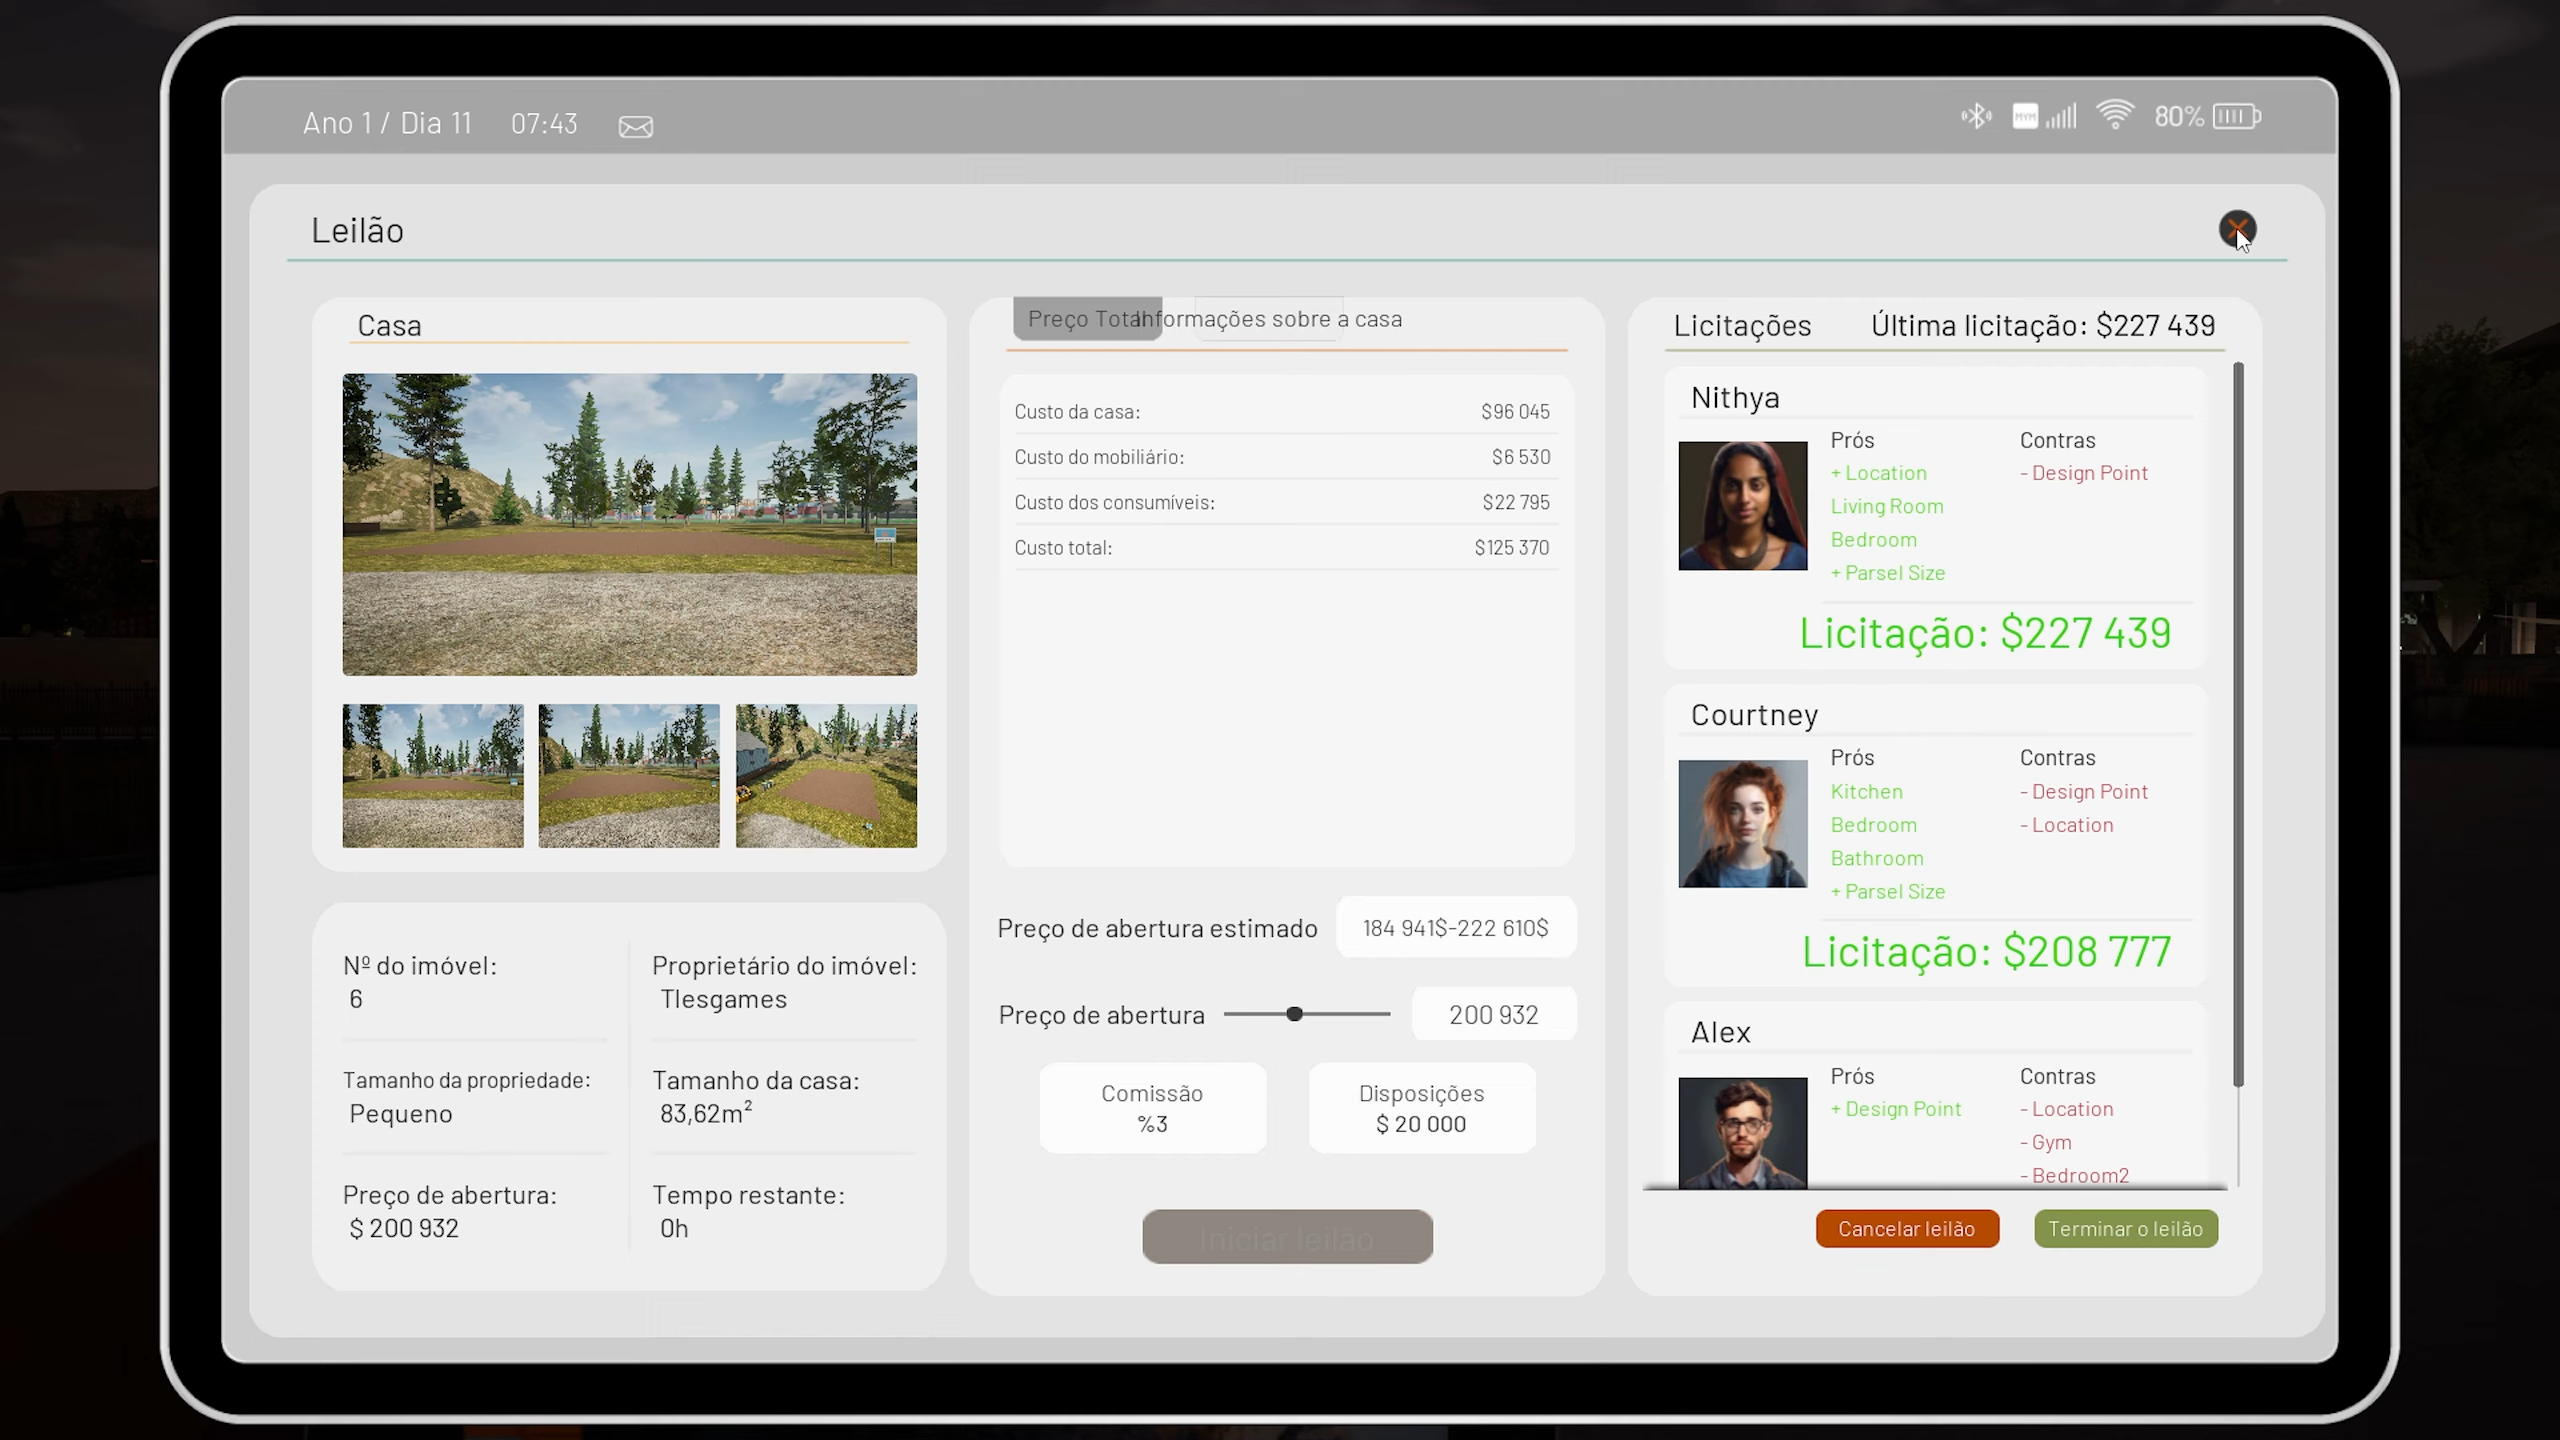 Ano 1 / Dia 11 07:43
MYM 80%
Leilão
Casa
Nº do imóvel:
6
Proprietário do imóvel:
Tlesgames
Tamanho da propriedade:
Pequeno
Tamanho da casa:
83,62m²
Preço de abertura:
$ 200 932
Tempo restante:
0h
Preço Total Informações sobre a casa
Custo da casa: $96 045
Custo do mobiliário: $6 530
Custo dos consumíveis: $22 795
Custo total: $125 370
Preço de abertura estimado 184 941$-222 610$
Preço de abertura 200 932
Comissão
%3
Disposições
$ 20 000
Iniciar leilão
Licitações Última licitação: $227 439
Nithya
Prós
+ Location
Living Room
Bedroom
+ Parsel Size
Contras
- Design Point
Licitação: $227 439
Courtney
Prós
Kitchen
Bedroom
Bathroom
+ Parsel Size
Contras
- Design Point
- Location
Licitação: $208 777
Alex
Prós
+ Design Point
Contras
- Location
- Gym
- Bedroom2
Cancelar leilão
Terminar o leilão